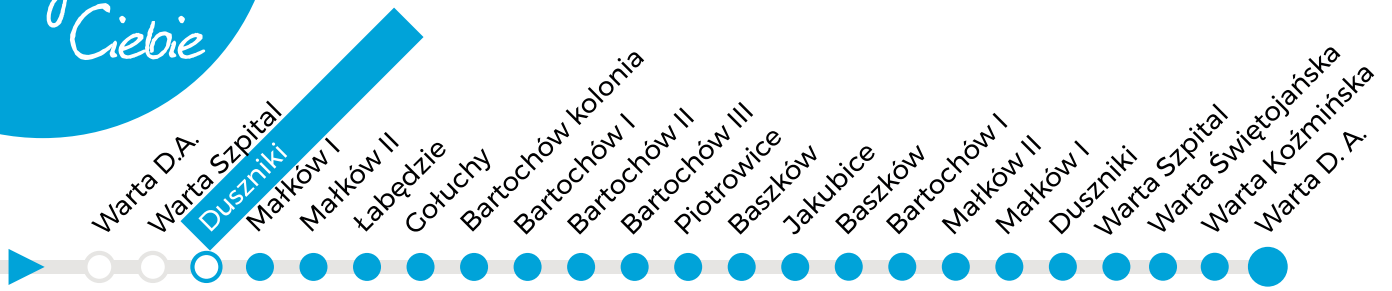 Ciebie
Warta D.A.
Warta Szpital
Duszniki
Małków I
Małków II
Łabędzie
Gołuchy
Bartochów kolonia
Bartochów I
Bartochów II
Bartochów III
Piotrowice
Baszków
Jakubice
Baszków
Bartochów I
Małków II
Małków I
Duszniki
Warta Szpital
Warta Świętojańska
Warta Koźmińska
Warta D. A.